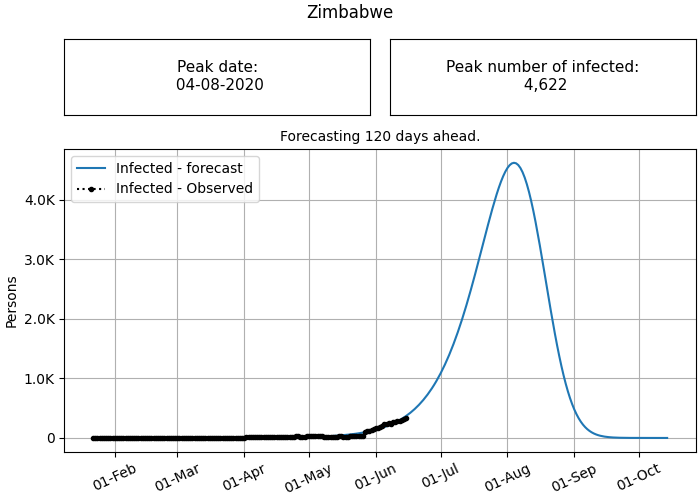 Zimbabwe
Peak date:
04-08-2020
Peak number of infected:
4,622
Forecasting 120 days ahead.
Infected - forecast
Infected - Observed
Persons
4.0K
3.0K
2.0K
1.0K
0
01-Feb
01-Mar
01-Apr
01-May
01-Jun
01-Jul
01-Aug
01-Sep
01-Oct